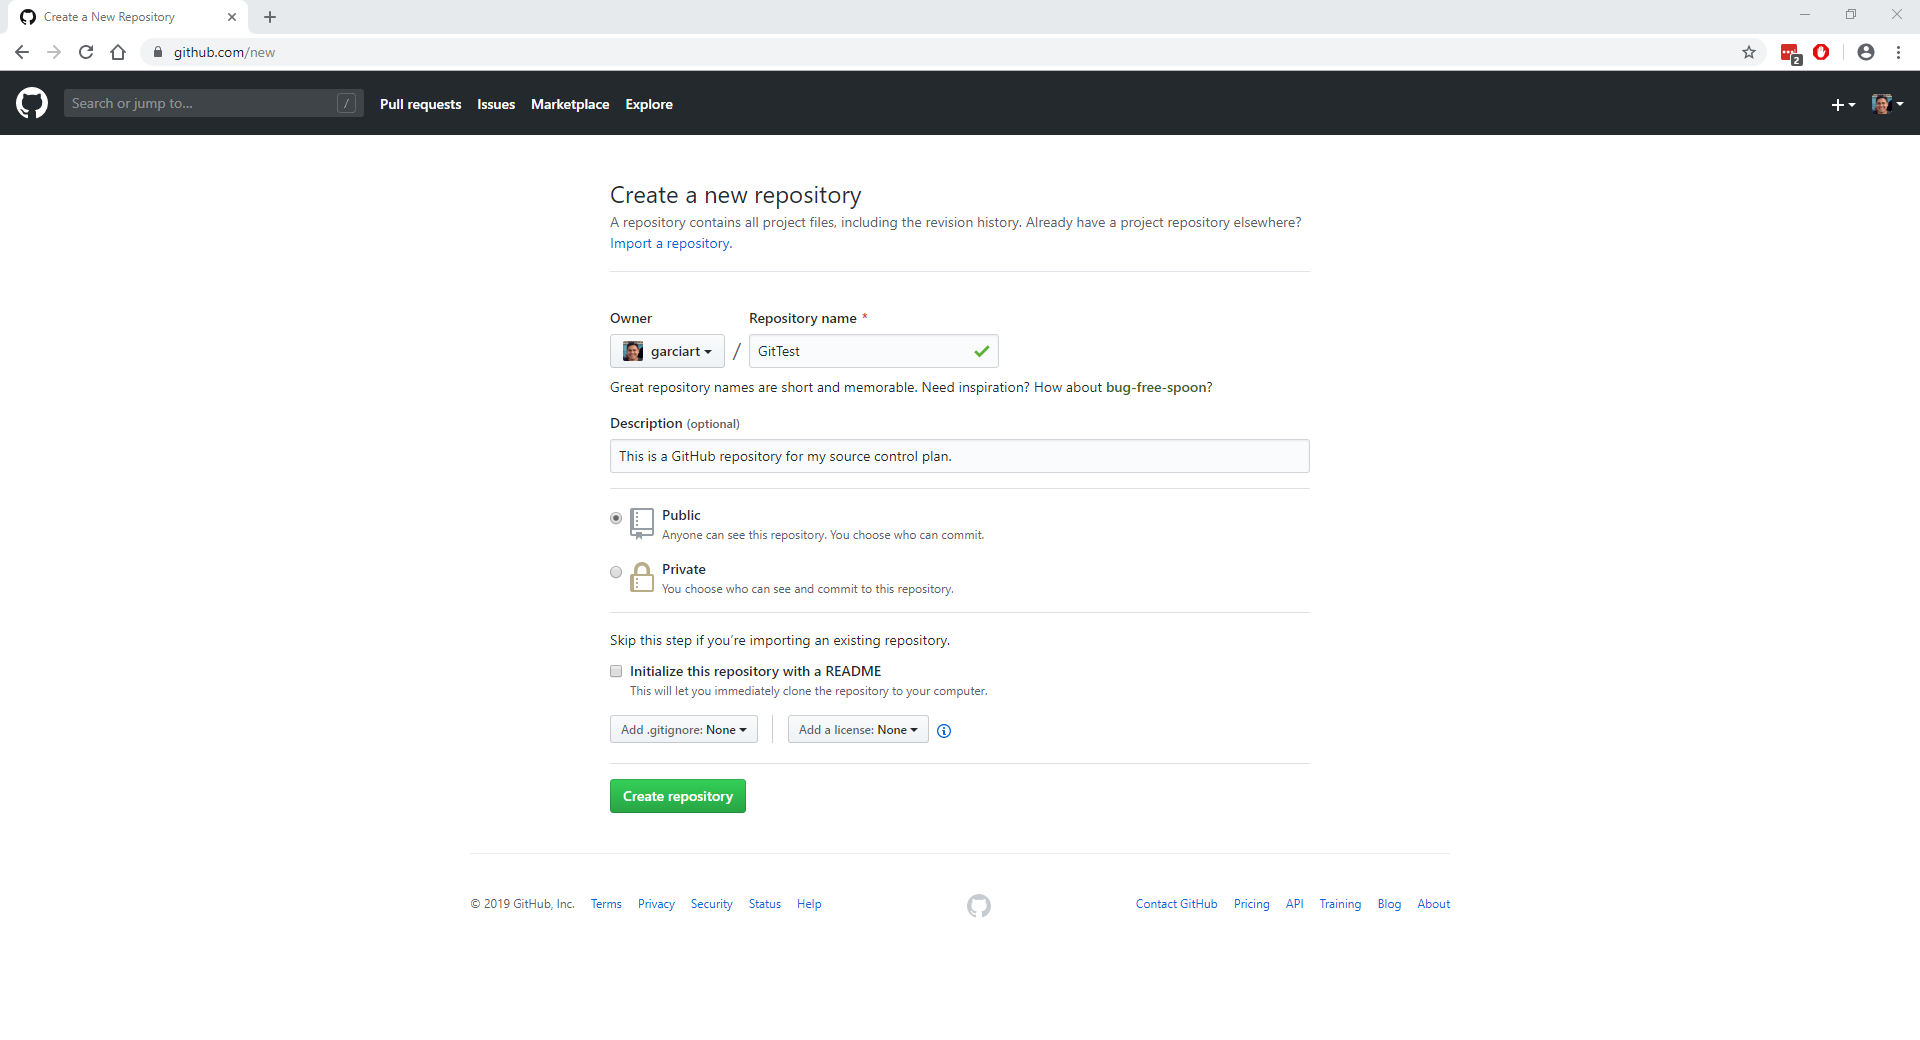 Create a New Repository
github.com/new
2
Search or jump to... /
Pull requests Issues Marketplace Explore
Create a new repository
A repository contains all project files, including the revision history. Already have a project repository elsewhere?
Import a repository.
Owner Repository name *
garciart / GitTest
Great repository names are short and memorable. Need inspiration? How about bug-free-spoon?
Description (optional)
This is a GitHub repository for my source control plan.
Public
Anyone can see this repository. You choose who can commit.
Private
You choose who can see and commit to this repository.
Skip this step if you’re importing an existing repository.
Initialize this repository with a README
This will let you immediately clone the repository to your computer.
Add .gitignore: None Add a license: None
Create repository
© 2019 GitHub, Inc. Terms Privacy Security Status Help Contact GitHub Pricing API Training Blog About